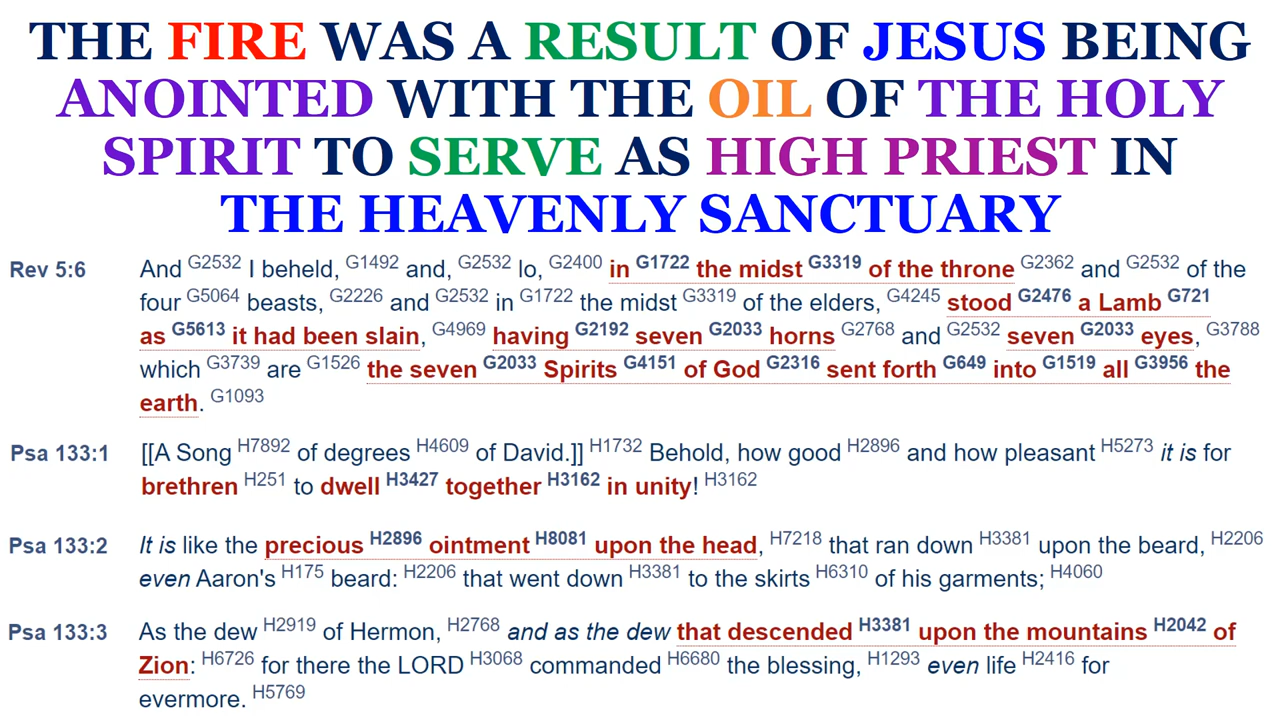 THE FIRE WAS A RESULT OF JESUS BEING
ANOINTED WITH THE OIL OF THE HOLY
SPIRIT TO SERVE AS HIGH PRIEST IN
THE HEAVENLY SANCTUARY
Rev 5:6 And G2532 I beheld, G1492 and, G2532 lo, G2400 in G1722 the midst G3319 of the throne G2362 and G2532 of the
four G5064 beasts, G2226 and G2532 in G1722 the midst G3319 of the elders, G4245 stood G2476 a Lamb G721
as G5613 it had been slain, G4969 having G2192 seven G2033 horns G2768 and G2532 seven G2033 eyes, G3788
which G3739 are G1526 the seven G2033 Spirits G4151 of God G2316 sent forth G649 into G1519 all G3956 the
earth. G1093
Psa 133:1 [[A Song H7892 of degrees H4609 of David.]] H1732 Behold, how good H2896 and how pleasant H5273 it is for
brethren H251 to dwell H3427 together H3162 in unity! H3162
Psa 133:2 It is like the precious H2896 ointment H8081 upon the head, H7218 that ran down H3381 upon the beard, H2206
even Aaron's H175 beard: H2206 that went down H3381 to the skirts H6310 of his garments; H4060
Psa 133:3 As the dew H2919 of Hermon, H2768 and as the dew that descended H3381 upon the mountains H2042 of
Zion: H6726 for there the LORD H3068 commanded H6680 the blessing, H1293 even life H2416 for
evermore. H5769